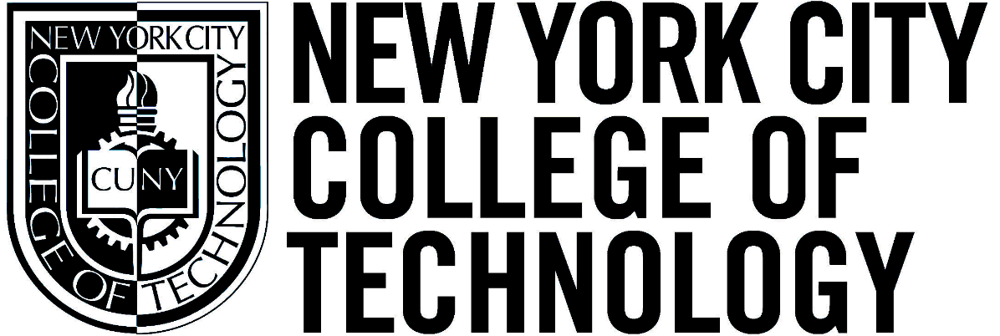 NEW YORK CITY
COLLEGE OF TECHNOLOGY
CUNY
NEW YORK CITY
COLLEGE OF
TECHNOLOGY